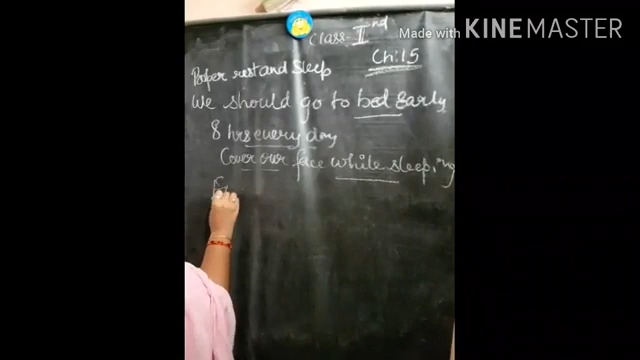 Made with KINEMASTER
Class-IInd
Ch:15
Proper rest and Sleep
We should go to bed Early
8 hrs every day
Cover our face while sleeping